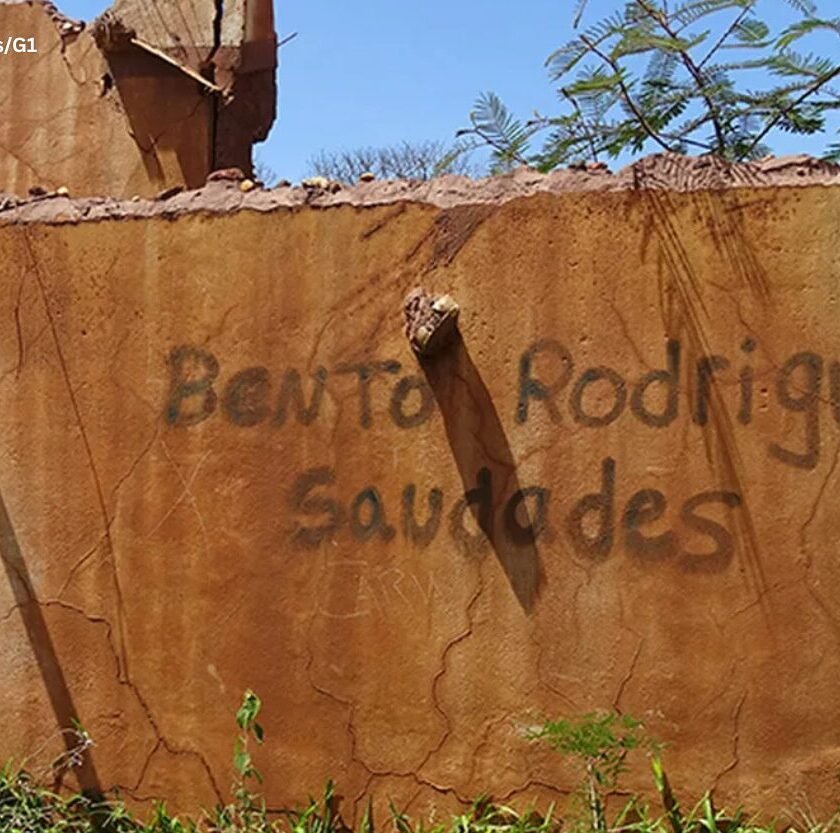 s/G1
BENTo Rodrigu
Saudades